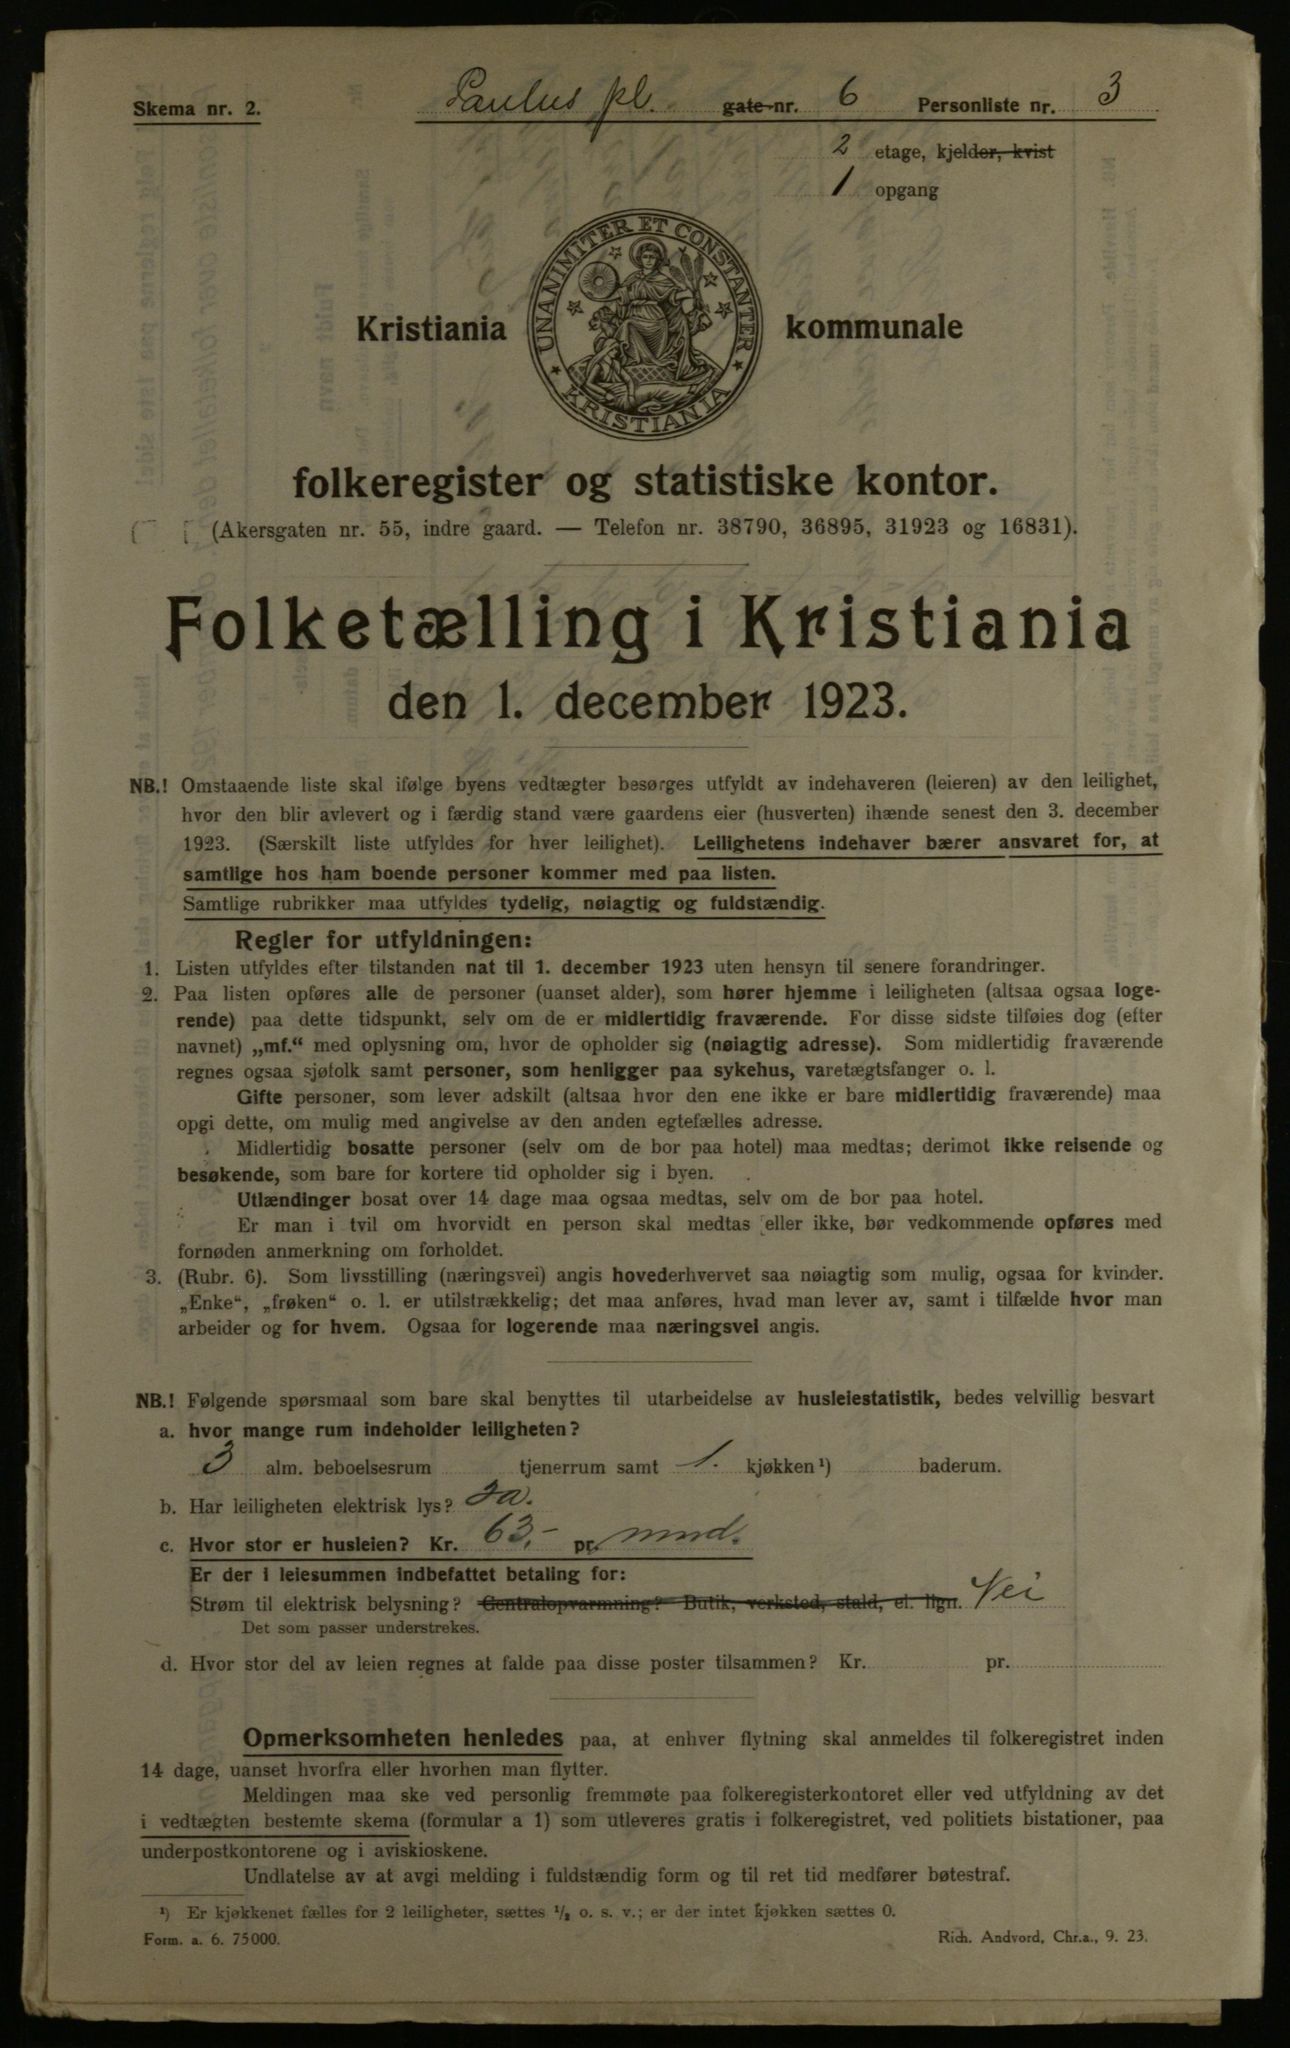 Skema nr. 2.
Paulus pl. gate nr. 6 Personliste nr. 3
2 etage, kjelder, kvist
1 opgang
UNANIMITER ET CONSTANTER
KRISTIANIA
Kristiania kommunale
folkeregister og statistiske kontor.
(Akersgaten nr. 55, indre gaard. — Telefon nr. 38790, 36895, 31923 og 16831).
Folketælling i Kristiania
den 1. december 1923.
NB.! Omstaaende liste skal ifølge byens vedtægter besørges utfyldt av indehaveren (leieren) av den leilighet,
hvor den blir avlevert og i færdig stand være gaardens eier (husverten) ihænde senest den 3. december
1923. (Særskilt liste utfyldes for hver leilighet). Leilighetens indehaver bærer ansvaret for, at
samtlige hos ham boende personer kommer med paa listen.
Samtlige rubrikker maa utfyldes tydelig, nøiagtig og fuldstændig.
Regler for utfyldningen:
1. Listen utfyldes efter tilstanden nat til 1. december 1923 uten hensyn til senere forandringer.
2. Paa listen opføres alle de personer (uanset alder), som hører hjemme i leiligheten (altsaa ogsaa loge-
rende) paa dette tidspunkt, selv om de er midlertidig fraværende. For disse sidste tilføies dog (efter
navnet) „mf.“ med oplysning om, hvor de opholder sig (nøiagtig adresse). Som midlertidig fraværende
regnes ogsaa sjøfolk samt personer, som henligger paa sykehus, varetægtsfanger o. l.
Gifte personer, som lever adskilt (altsaa hvor den ene ikke er bare midlertidig fraværende) maa
opgi dette, om mulig med angivelse av den anden egtefælles adresse.
Midlertidig bosatte personer (selv om de bor paa hotel) maa medtas; derimot ikke reisende og
besøkende, som bare for kortere tid opholder sig i byen.
Utlændinger bosat over 14 dage maa ogsaa medtas, selv om de bor paa hotel.
Er man i tvil om hvorvidt en person skal medtas eller ikke, bør vedkommende opføres med
fornøden anmerkning om forholdet.
3. (Rubr. 6). Som livsstilling (næringsvei) angis hovederhvervet saa nøiagtig som mulig, ogsaa for kvinder.
„Enke“, „frøken“ o. l. er utilstrækkelig; det maa anføres, hvad man lever av, samt i tilfælde hvor man
arbeider og for hvem. Ogsaa for logerende maa næringsvei angis.
NB.! Følgende spørsmaal som bare skal benyttes til utarbeidelse av husleiestatistik, bedes velvillig besvart
a. hvor mange rum indeholder leiligheten?
3 alm. beboelsesrum tjenerrum samt 1. kjøkken¹) baderum.
b. Har leiligheten elektrisk lys? Ja.
c. Hvor stor er husleien? Kr. 63,- pr. mnd.
Er der i leiesummen indbefattet betaling for:
Strøm til elektrisk belysning? Centralopvarmning? Butik, verksted, stald, el. lign. Nei
Det som passer understrekes.
d. Hvor stor del av leien regnes at falde paa disse poster tilsammen? Kr. pr.
Opmerksomheten henledes paa, at enhver flytning skal anmeldes til folkeregistret inden
14 dage, uanset hvorfra eller hvorhen man flytter.
Meldingen maa ske ved personlig fremmøte paa folkeregisterkontoret eller ved utfyldning av det
i vedtægten bestemte skema (formular a 1) som utleveres gratis i folkeregistret, ved politiets bistationer, paa
underpostkontorene og i aviskioskene.
Undlatelse av at avgi melding i fuldstændig form og til ret tid medfører bøtestraf.
¹) Er kjøkkenet fælles for 2 leiligheter, sættes ½ o. s. v.; er der intet kjøkken sættes 0.
Form. a. 6. 75000. Rich. Andvord, Chr.a., 9. 23.